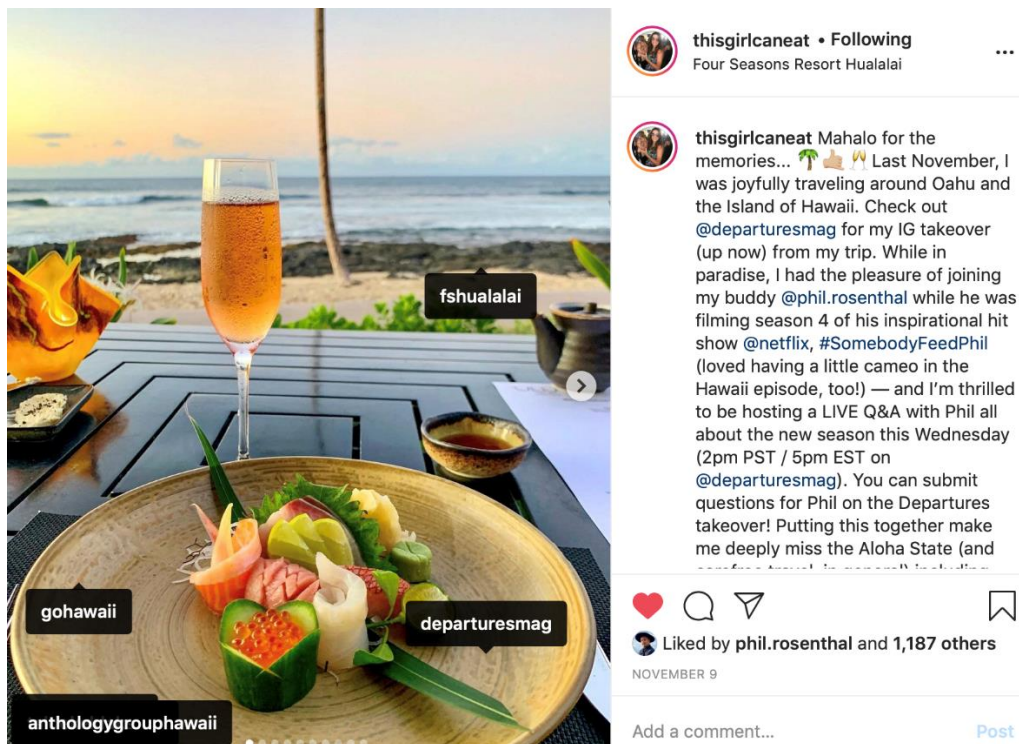 thisgirlcaneat • Following
Four Seasons Resort Hualalai
thisgirlcaneat Mahalo for the
memories... 🌴 🤙🏼 🥂 Last November, I
was joyfully traveling around Oahu and
the Island of Hawaii. Check out
@departuresmag for my IG takeover
(up now) from my trip. While in
paradise, I had the pleasure of joining
my buddy @phil.rosenthal while he was
filming season 4 of his inspirational hit
show @netflix, #SomebodyFeedPhil
(loved having a little cameo in the
Hawaii episode, too!) — and I'm thrilled
to be hosting a LIVE Q&A with Phil all
about the new season this Wednesday
(2pm PST / 5pm EST on
@departuresmag). You can submit
questions for Phil on the Departures
takeover! Putting this together make
me deeply miss the Aloha State (and
fshualalai
gohawaii
departuresmag
anthologygrouphawaii
Liked by phil.rosenthal and 1,187 others
NOVEMBER 9
Add a comment...
Post